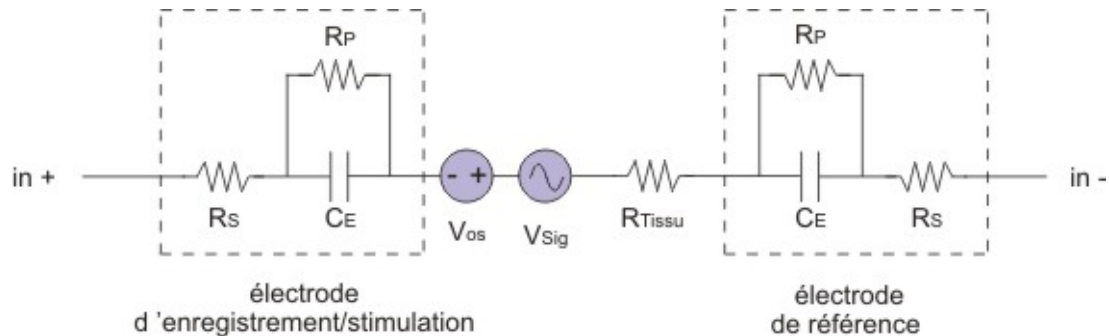 RP
RP
in +
- +
in -
RS
CE
Vos
VSig
RTissu
CE
RS
électrode
d 'enregistrement/stimulation
électrode
de référence